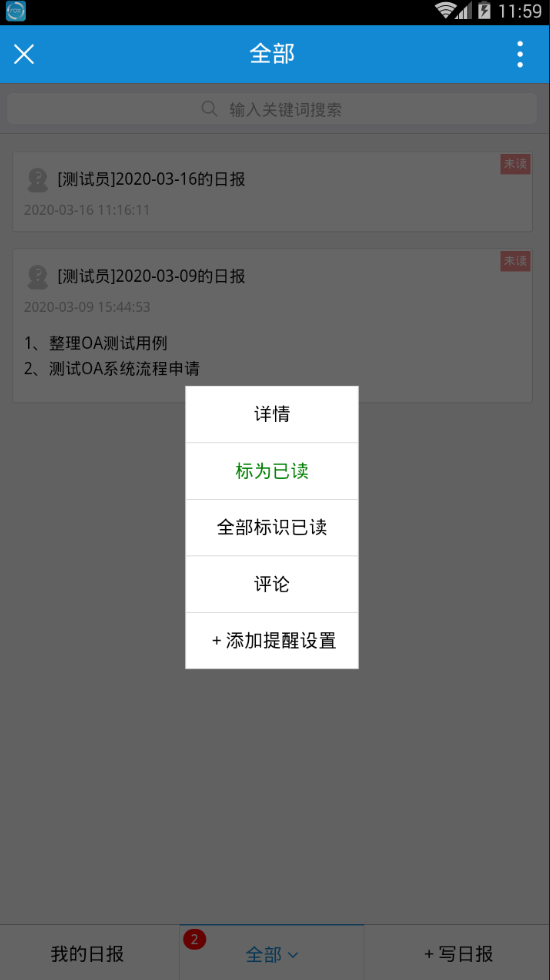 11:59
全部
输入关键词搜索
未读
[测试员]2020-03-16的日报
2020-03-16 11:16:11
未读
[测试员]2020-03-09的日报
2020-03-09 15:44:53
1、整理OA测试用例
2、测试OA系统流程申请
详情
标为已读
全部标识已读
评论
+ 添加提醒设置
我的日报
2
全部
+ 写日报